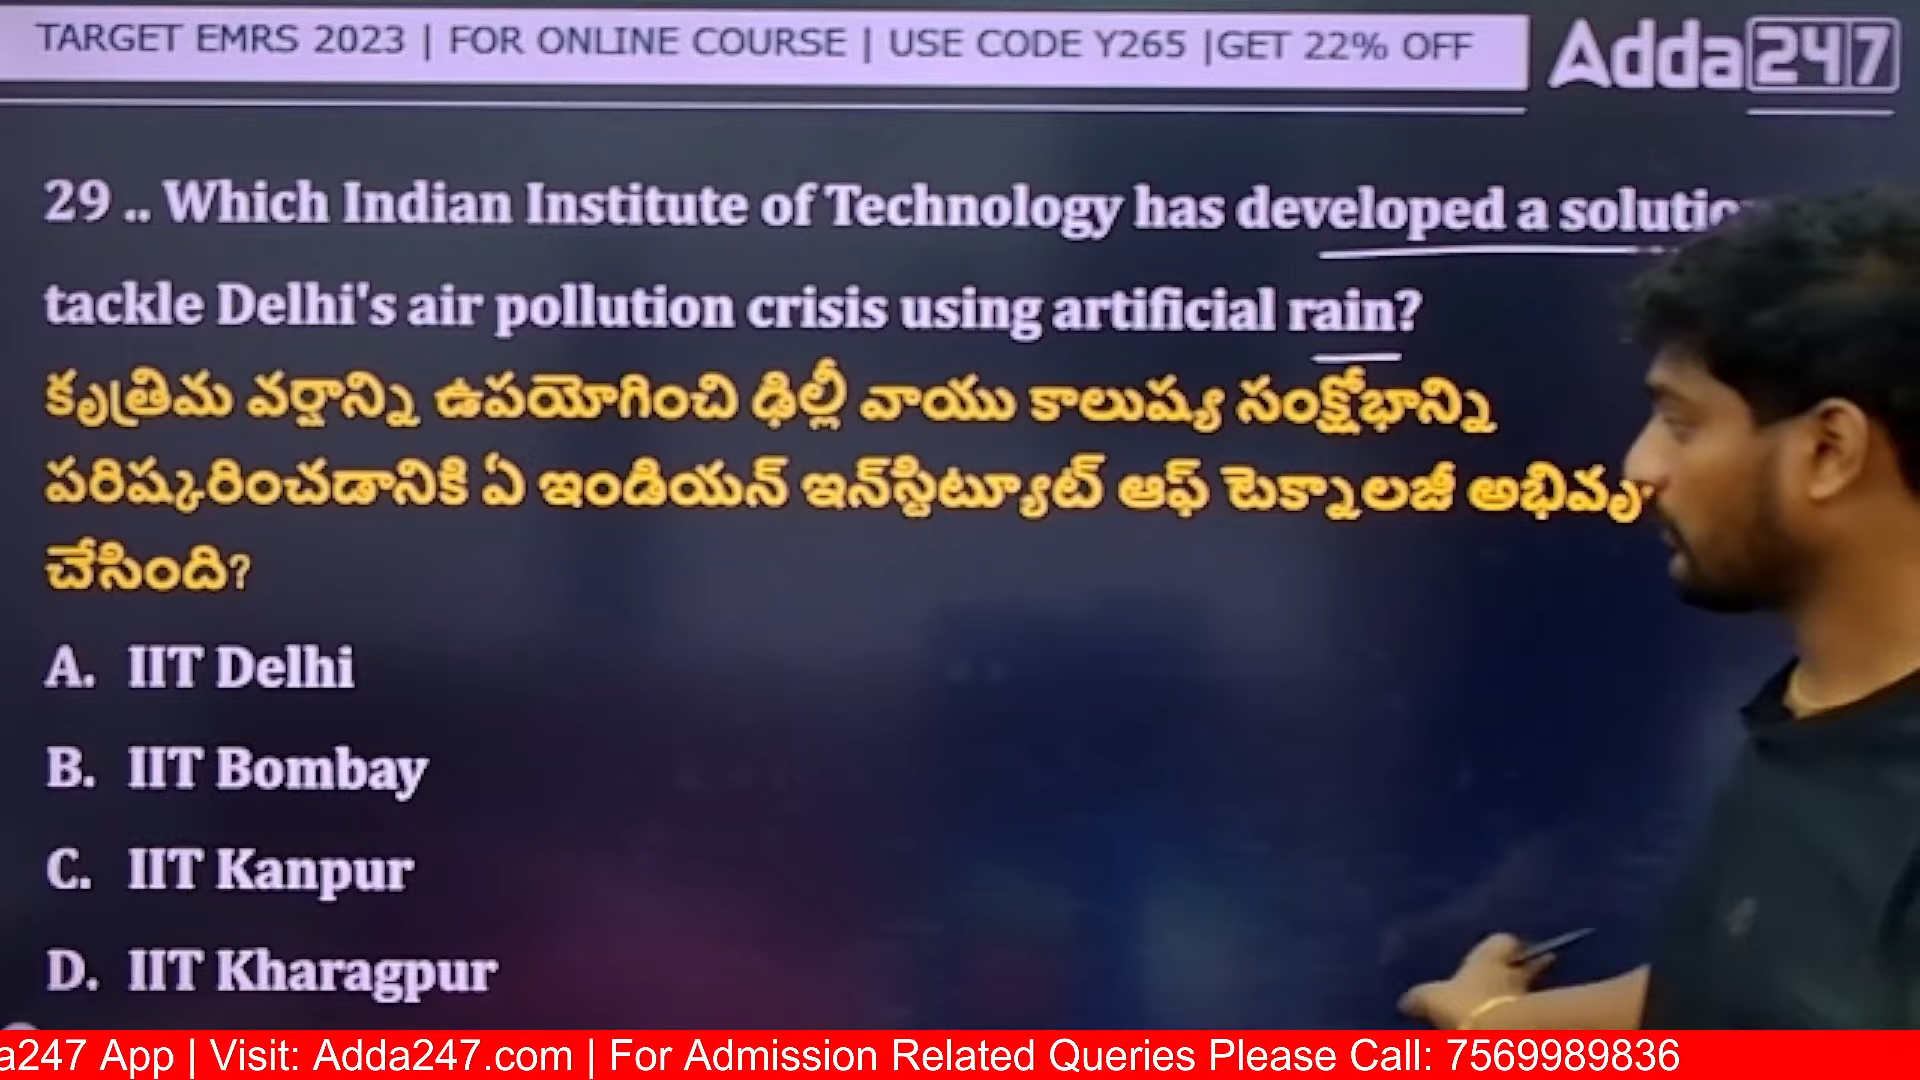 TARGET EMRS 2023 | FOR ONLINE COURSE | USE CODE Y265 |GET 22% OFF
Adda247
29 .. Which Indian Institute of Technology has developed a
tackle Delhi's air pollution crisis using artificial rain?
కృత్రిమ వర్షాన్ని ఉపయోగించి ఢిల్లీ వాయు కాలుష్య సంక్షోభాన్ని
పరిష్కరించడానికి ఏ ఇండియన్ ఇన్‌స్టిట్యూట్ ఆఫ్ టెక్నాలజీ
చేసింది?
A. IIT Delhi
B. IIT Bombay
C. IIT Kanpur
D. IIT Kharagpur
a247 App | Visit: Adda247.com | For Admission Related Queries Please Call: 7569989836